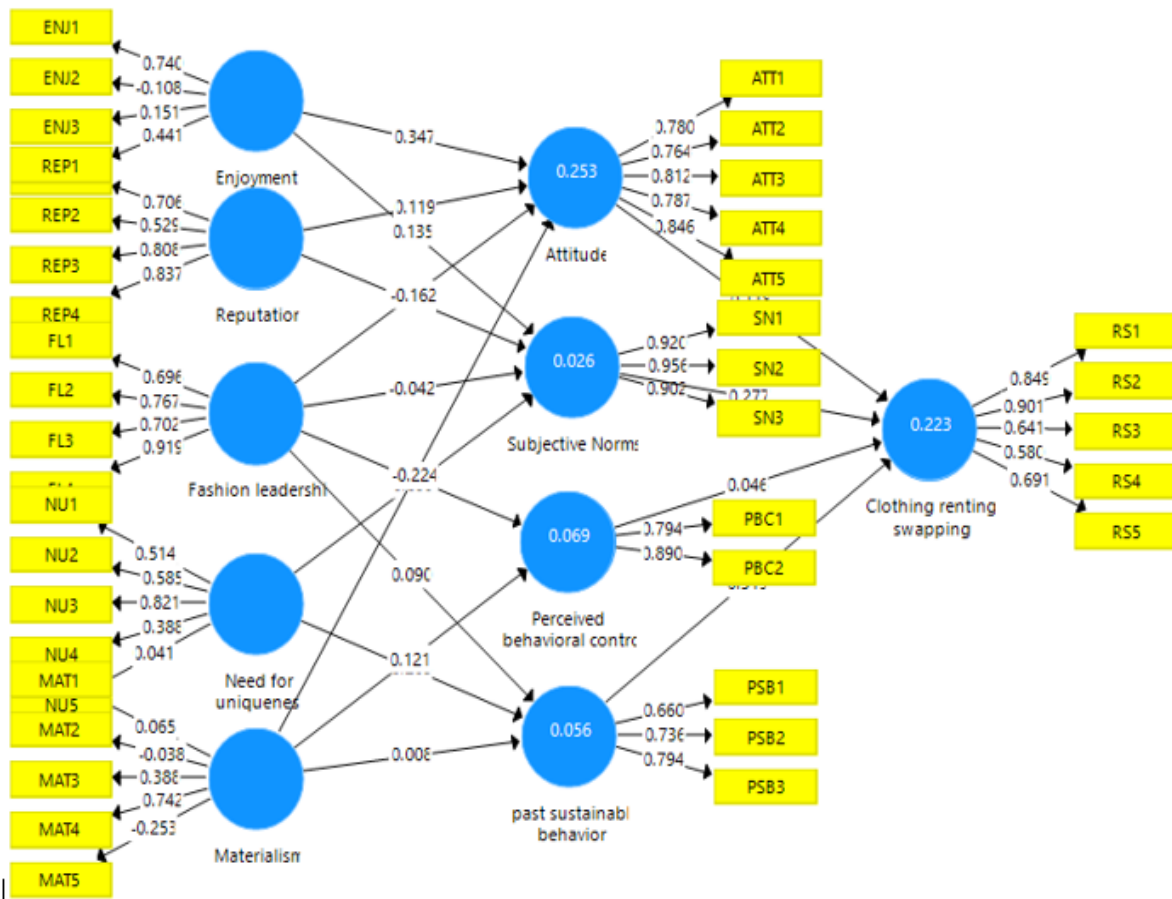 ENJ1
ENJ2
ENJ3
REP1
REP2
REP3
REP4
FL1
FL2
FL3
NU1
NU2
NU3
NU4
MAT1
NU5
MAT2
MAT3
MAT4
MAT5
0.740
-0.108
0.151
0.441
0.706
0.529
0.808
0.837
0.696
0.767
0.702
0.919
0.514
0.585
0.821
0.388
0.041
0.065
-0.038
0.388
0.742
-0.253
Enjoyment
Reputation
Fashion leadershi
Need for
uniquenes
Materialism
0.347
0.119
0.135
-0.162
-0.042
-0.224
0.090
0.121
0.008
0.253
Attitude
0.026
Subjective Norms
0.069
Perceived
behavioral contro
0.056
past sustainabl
behavior
0.780
0.764
0.812
0.787
0.846
ATT1
ATT2
ATT3
ATT4
ATT5
0.920
0.956
0.902
0.277
SN1
SN2
SN3
0.046
0.794
0.890
PBC1
PBC2
0.660
0.736
0.794
PSB1
PSB2
PSB3
0.223
Clothing renting
swapping
0.849
0.901
0.641
0.580
0.691
RS1
RS2
RS3
RS4
RS5